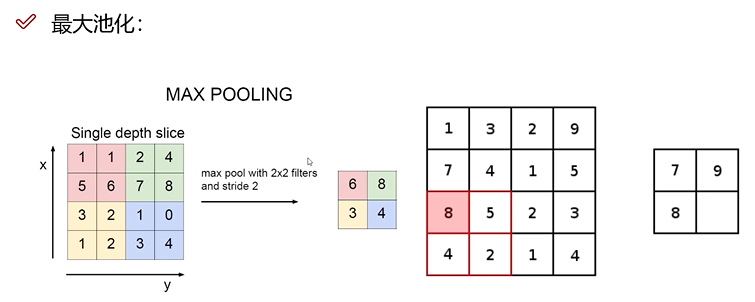 最大池化：
MAX POOLING
Single depth slice
x
1 1 2 4
5 6 7 8
3 2 1 0
1 2 3 4
y
max pool with 2x2 filters
and stride 2
6 8
3 4
1 3 2 9
7 4 1 5
8 5 2 3
4 2 1 4
7 9
8